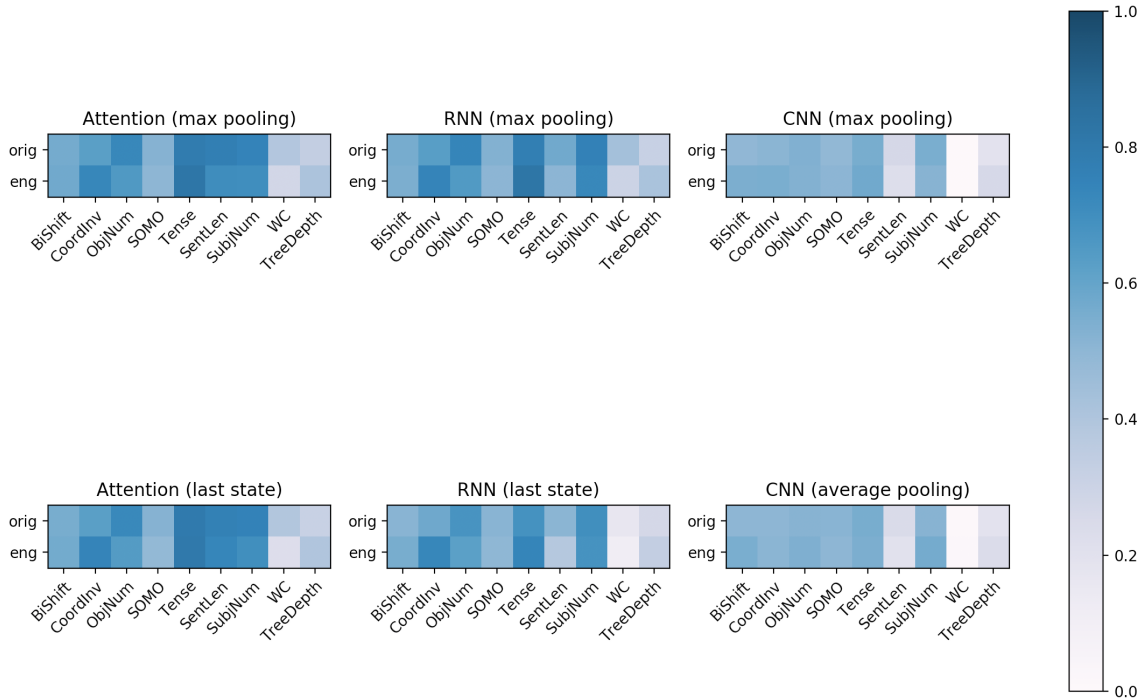 1.0
Attention (max pooling)
RNN (max pooling)
CNN (max pooling)
orig
eng
BiShift
CoordInv
ObjNum
SOMO
Tense
SentLen
SubjNum
WC
TreeDepth
BiShift
CoordInv
ObjNum
SOMO
Tense
SentLen
SubjNum
WC
TreeDepth
BiShift
CoordInv
ObjNum
SOMO
Tense
SentLen
SubjNum
WC
TreeDepth
orig
eng
orig
eng
0.8
0.6
0.4
Attention (last state)
RNN (last state)
CNN (average pooling)
orig
eng
BiShift
CoordInv
ObjNum
SOMO
Tense
SentLen
SubjNum
WC
TreeDepth
orig
eng
BiShift
CoordInv
ObjNum
SOMO
Tense
SentLen
SubjNum
WC
TreeDepth
orig
eng
BiShift
CoordInv
ObjNum
SOMO
Tense
SentLen
SubjNum
WC
TreeDepth
0.2
0.0